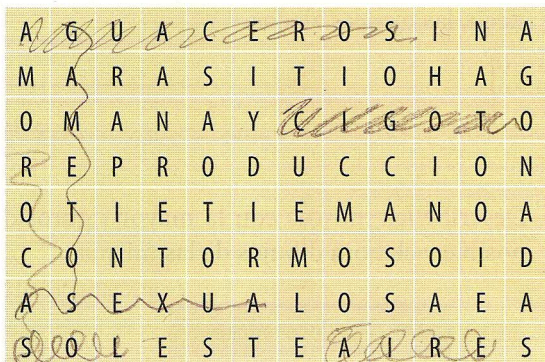 A G U A C E R O S I N A
M A R A S I T I O H A G
O M A N A Y C I G O T O
R E P R O D U C C I O N
O T I E T I E M A N O A
C O N T O R M O S O I D
A S E X U A L O S A E A
S O L E S T E A I R E S